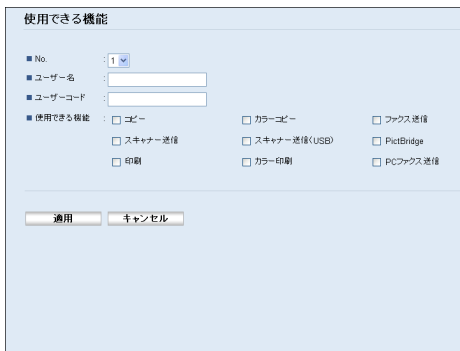 使用できる機能
No. : 1
ユーザー名 :
ユーザーコード :
使用できる機能 : コピー カラーコピー ファクス送信
スキャナー送信 スキャナー送信(USB) PictBridge
印刷 カラー印刷 PCファクス送信
適用 キャンセル